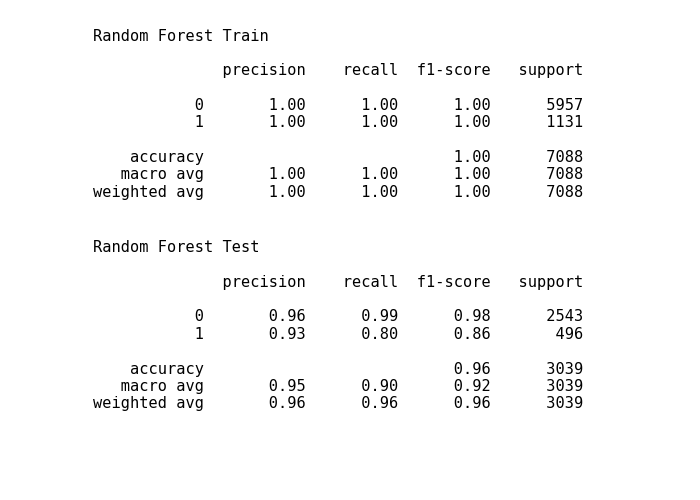 Random Forest Train
precision recall f1-score support
0 1.00 1.00 1.00 5957
1 1.00 1.00 1.00 1131
accuracy 1.00 7088
macro avg 1.00 1.00 1.00 7088
weighted avg 1.00 1.00 1.00 7088
Random Forest Test
precision recall f1-score support
0 0.96 0.99 0.98 2543
1 0.93 0.80 0.86 496
accuracy 0.96 3039
macro avg 0.95 0.90 0.92 3039
weighted avg 0.96 0.96 0.96 3039